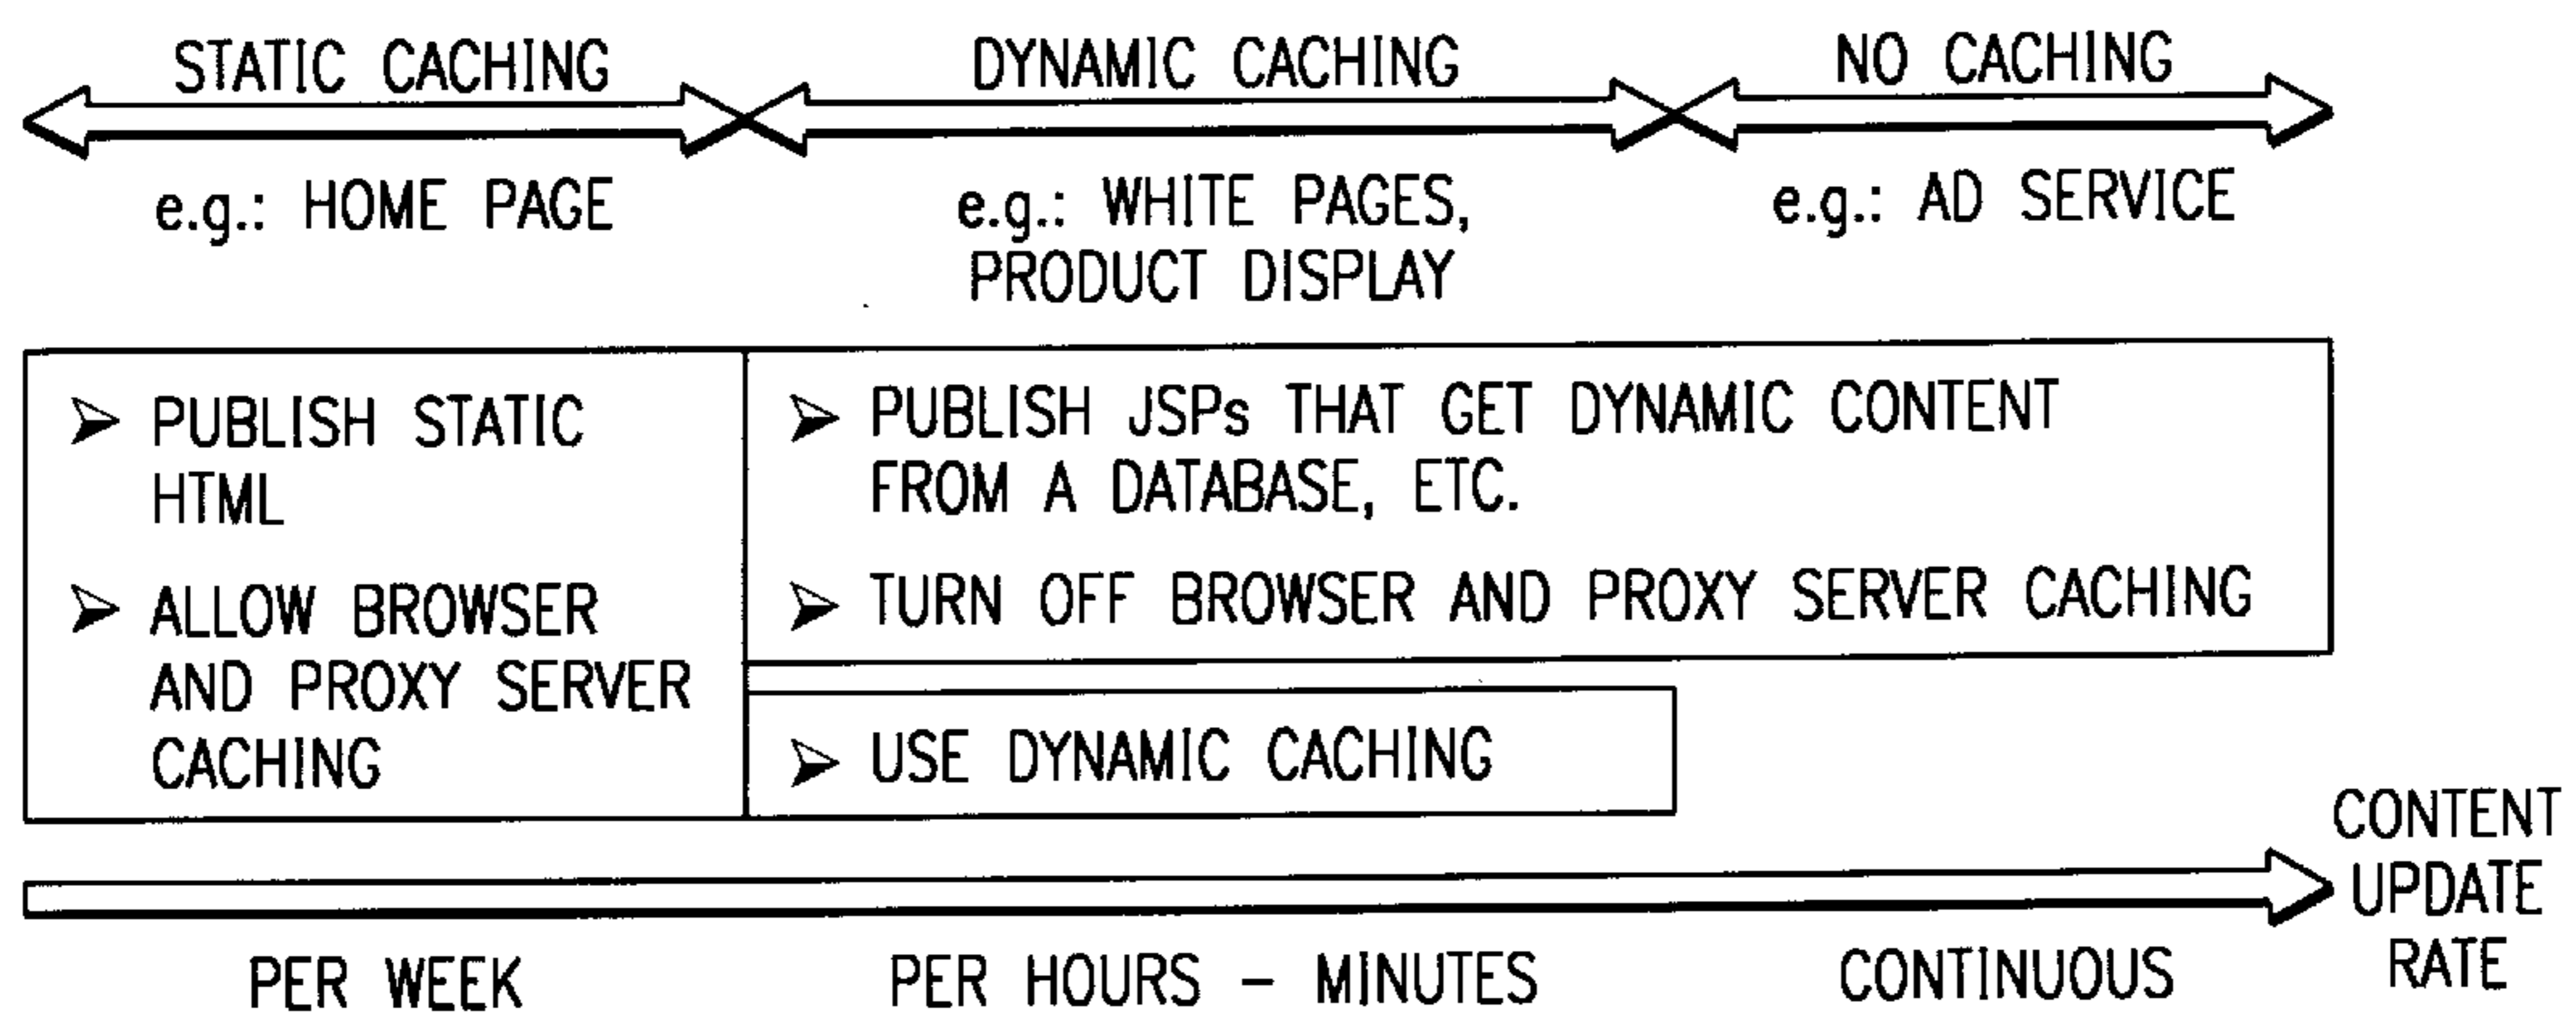 STATIC CACHING
e.g.: HOME PAGE
DYNAMIC CACHING
e.g.: WHITE PAGES,
PRODUCT DISPLAY
NO CACHING
e.g.: AD SERVICE
PUBLISH STATIC
HTML
ALLOW BROWSER
AND PROXY SERVER
CACHING
PUBLISH JSPs THAT GET DYNAMIC CONTENT
FROM A DATABASE, ETC.
TURN OFF BROWSER AND PROXY SERVER CACHING
USE DYNAMIC CACHING
PER WEEK
PER HOURS – MINUTES
CONTINUOUS
CONTENT
UPDATE
RATE